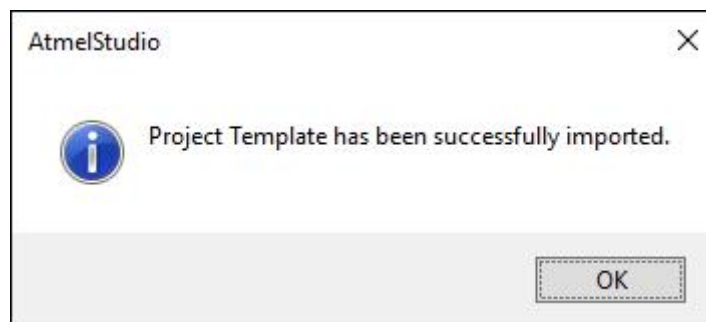 AtmelStudio
Project Template has been successfully imported.
OK